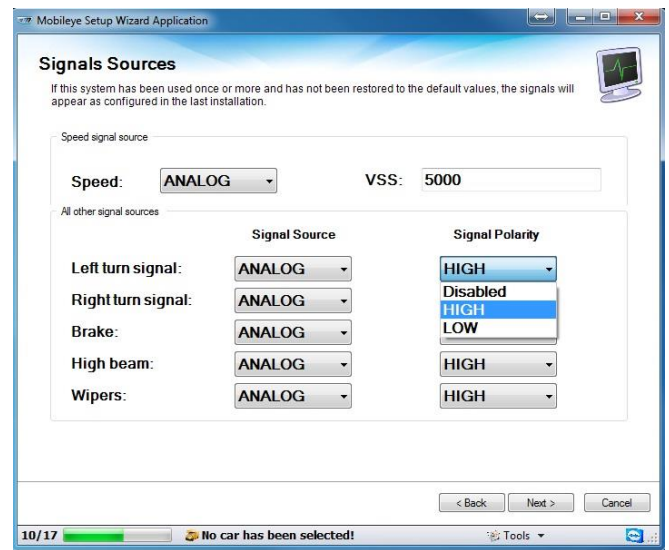 Mobileye Setup Wizard Application
Signals Sources
If this system has been used once or more and has not been restored to the default values, the signals will
appear as configured in the last installation.
Speed signal source
Speed: ANALOG VSS: 5000
All other signal sources
Signal Source Signal Polarity
Left turn signal: ANALOG HIGH
Disabled
Right turn signal: ANALOG HIGH
Brake: ANALOG LOW
High beam: ANALOG HIGH
Wipers: ANALOG HIGH
< Back Next > Cancel
10/17 No car has been selected! Tools